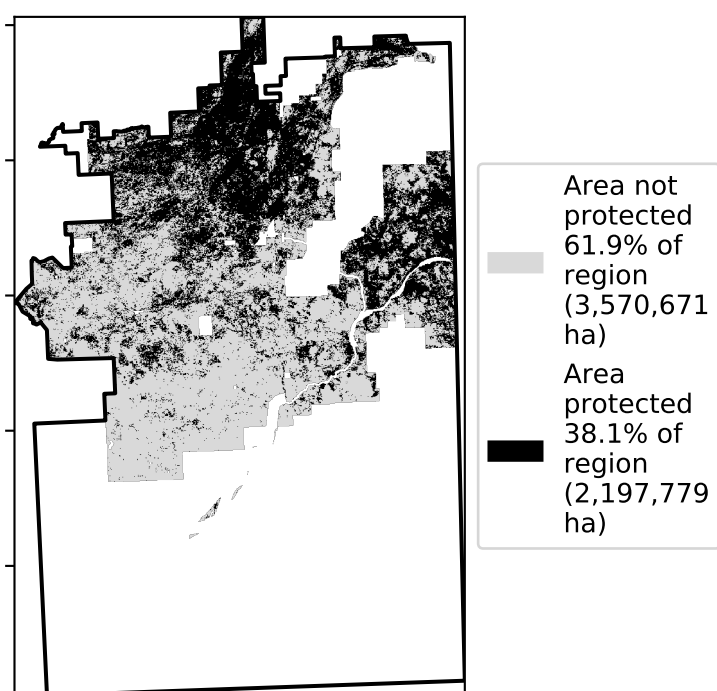 Area not
protected
61.9% of
region
(3,570,671
ha)
Area
protected
38.1% of
region
(2,197,779
ha)